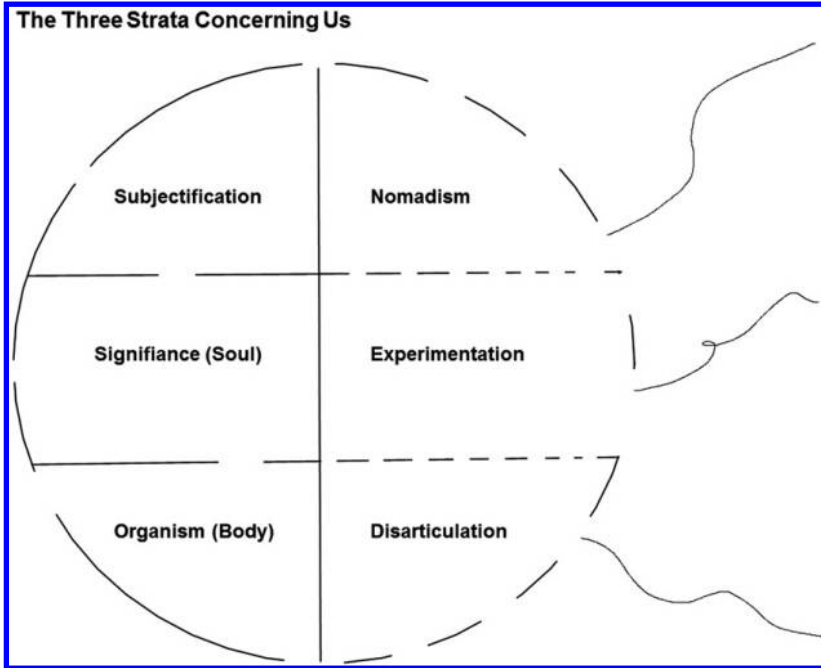 The Three Strata Concerning Us
Subjectification
Nomadism
Signifiance (Soul)
Experimentation
Organism (Body)
Disarticulation